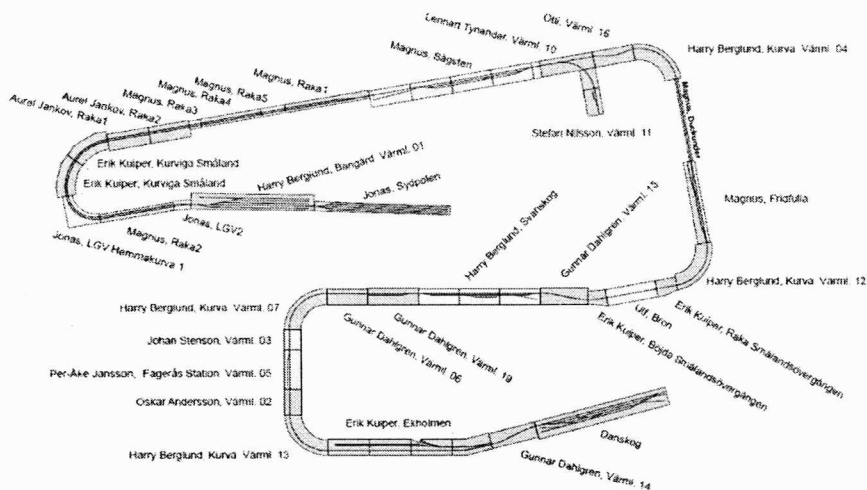 Otti, Värml. 16
Lennart Tynander, Värml. 10
Magnus, Sågsten
Harry Berglund, Kurva Värml. 04
Magnus, Raka1
Magnus, Raka5
Magnus, Raka4
Magnus, Raka3
Aurel Jankov, Raka2
Aurel Jankov, Raka1
Magnus, Duckunder
Stefan Nilsson, Värml. 11
Erik Kuiper, Kurviga Småland
Erik Kuiper, Kurviga Småland
Harry Berglund, Bangård Värml. 01
Jonas, Sydpolen
Magnus, Fridfulla
Jonas, LGV2
Magnus, Raka2
Jonas, LGV Hemmakurva 1
Harry Berglund, Svanskog
Gunnar Dahlgren, Värml. 15
Harry Berglund, Kurva Värml. 12
Harry Berglund, Kurva Värml. 07
Ulf, Bron
Erik Kuiper, Raka Smålandsövergången
Erik Kuiper, Böjda Smålandsövergången
Gunnar Dahlgren, Värml. 19
Gunnar Dahlgren, Värml. 06
Johan Stenson, Värml. 03
Per-Åke Jansson, Fagerås Station Värml. 05
Oskar Andersson, Värml. 02
Erik Kuiper, Ekholmen
Danskog
Harry Berglund Kurva Värml. 13
Gunnar Dahlgren, Värml. 14